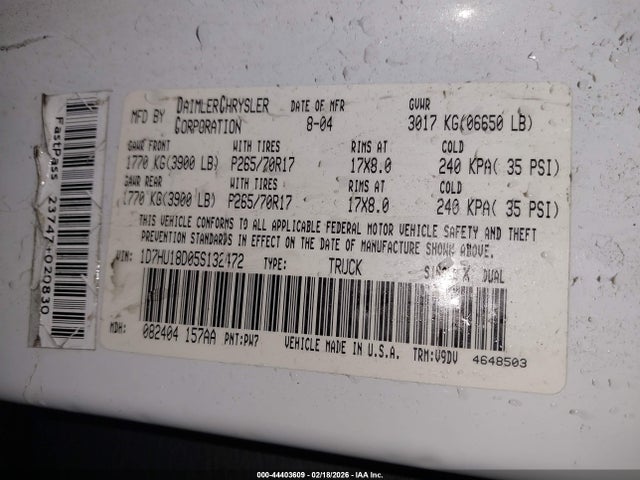 FastPass 23747-020830
MFD BY DAIMLERCHRYSLER CORPORATION DATE OF MFR 8-04 GVWR 3017 KG(06650 LB)
GAWR FRONT WITH TIRES RIMS AT COLD
1770 KG(3900 LB) P265/70R17 17X8.0 240 KPA( 35 PSI)
GAWR REAR WITH TIRES RIMS AT COLD
1770 KG(3900 LB) P265/70R17 17X8.0 240 KPA( 35 PSI)
THIS VEHICLE CONFORMS TO ALL APPLICABLE FEDERAL MOTOR VEHICLE SAFETY AND THEFT
PREVENTION STANDARDS IN EFFECT ON THE DATE OF MANUFACTURE SHOWN ABOVE.
VIN: 1D7HU18D05S132472 TYPE: TRUCK DUAL
MDH: 082404 157AA PNT:PW7 VEHICLE MADE IN U.S.A. TRM:V9DV 4648503
000-44403609 - 02/18/2026 - IAA Inc.